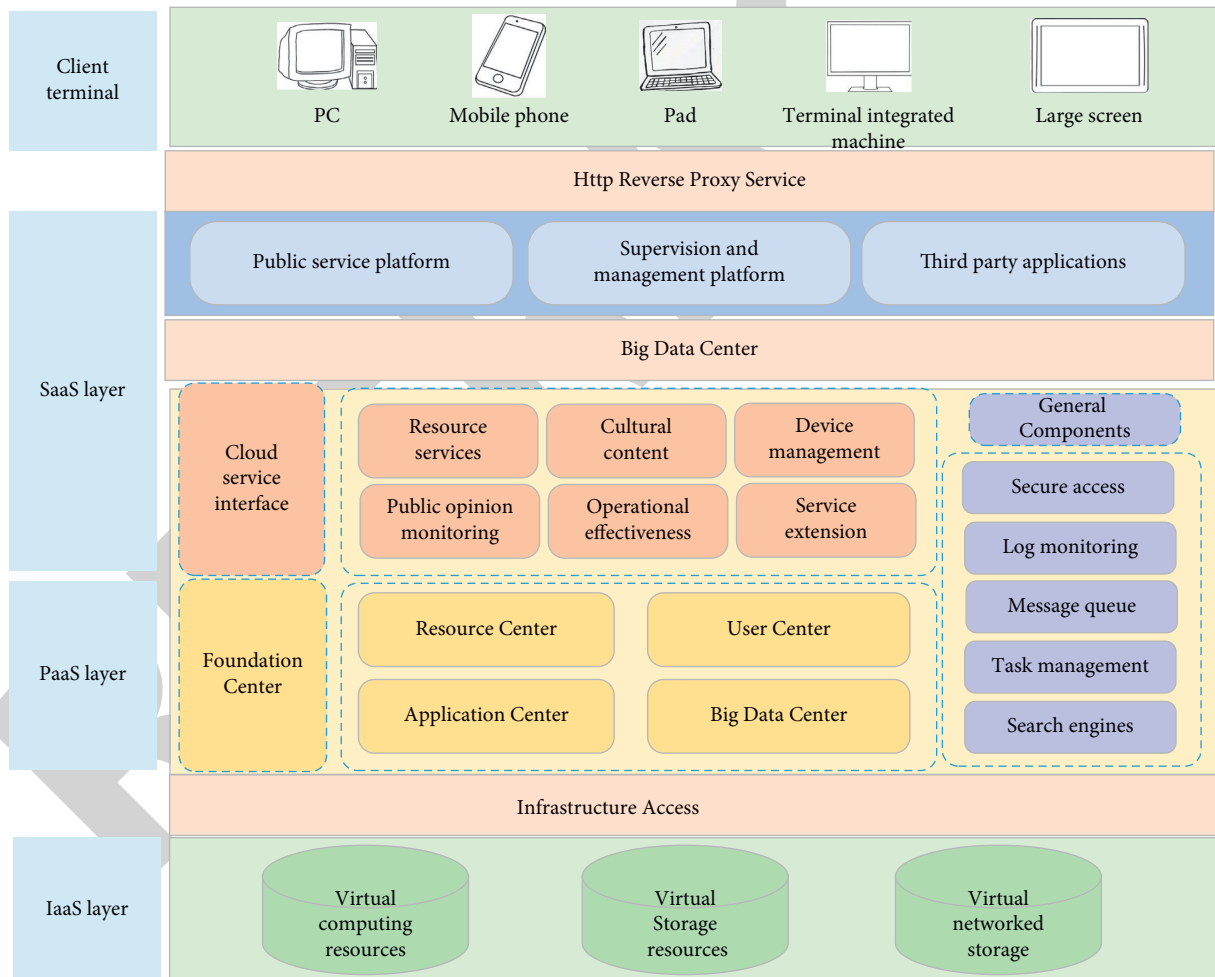 Client
terminal
PC
Mobile phone
Pad
Terminal integrated
machine
Large screen
Http Reverse Proxy Service
SaaS layer
Public service platform
Supervision and
management platform
Third party applications
Big Data Center
Cloud
service
interface
Resource
services
Cultural
content
Device
management
Public opinion
monitoring
Operational
effectiveness
Service
extension
General
Components
Secure access
Log monitoring
Message queue
Task management
Search engines
PaaS layer
Foundation
Center
Resource Center
User Center
Application Center
Big Data Center
Infrastructure Access
IaaS layer
Virtual
computing
resources
Virtual
Storage
resources
Virtual
networked
storage